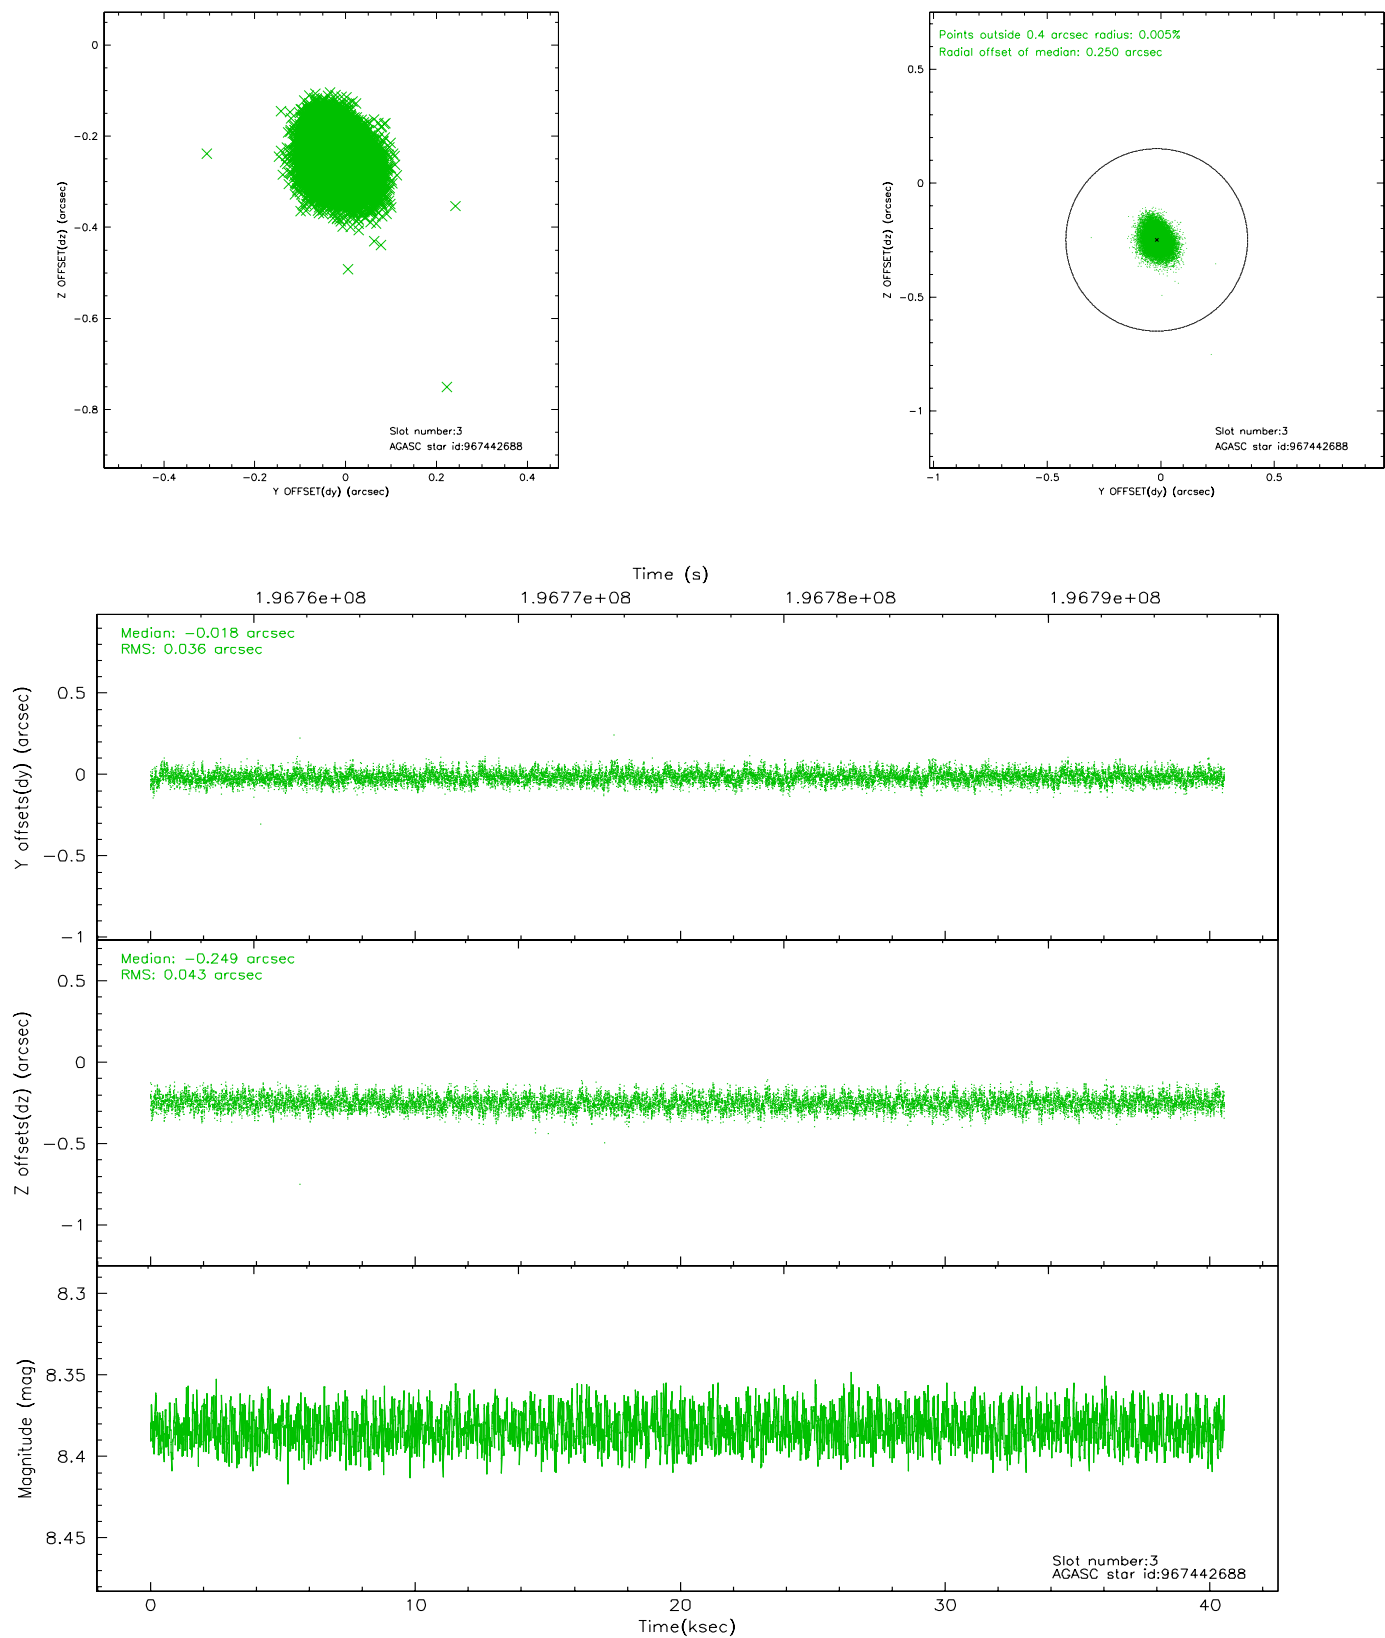 0
−0.2
−0.4
−0.6
−0.8
Z OFFSET(dz) (arcsec)
Slot number:3
AGASC star id:967442688
−0.4 −0.2 0 0.2 0.4
Y OFFSET(dy) (arcsec)
Points outside 0.4 arcsec radius: 0.005%
Radial offset of median: 0.250 arcsec
0.5
0
−0.5
−1
Z OFFSET(dz) (arcsec)
Slot number:3
AGASC star id:967442688
−1 −0.5 0 0.5
Y OFFSET(dy) (arcsec)
Time (s)
1.9676e+08 1.9677e+08 1.9678e+08 1.9679e+08
Median: −0.018 arcsec
RMS: 0.036 arcsec
0.5
0
−0.5
−1
Y offsets(dy) (arcsec)
Median: −0.249 arcsec
RMS: 0.043 arcsec
0.5
0
−0.5
−1
Z offsets(dz) (arcsec)
8.3
8.35
8.4
8.45
Magnitude (mag)
Slot number:3
AGASC star id:967442688
0 10 20 30 40
Time(ksec)